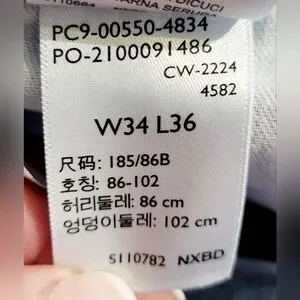 PC9-00550-4834
PO-2100091486
CW-2224
4582
W34 L36
尺码: 185/86B
호칭: 86-102
허리둘레: 86 cm
엉덩이둘레: 102 cm
5110782 NXBD